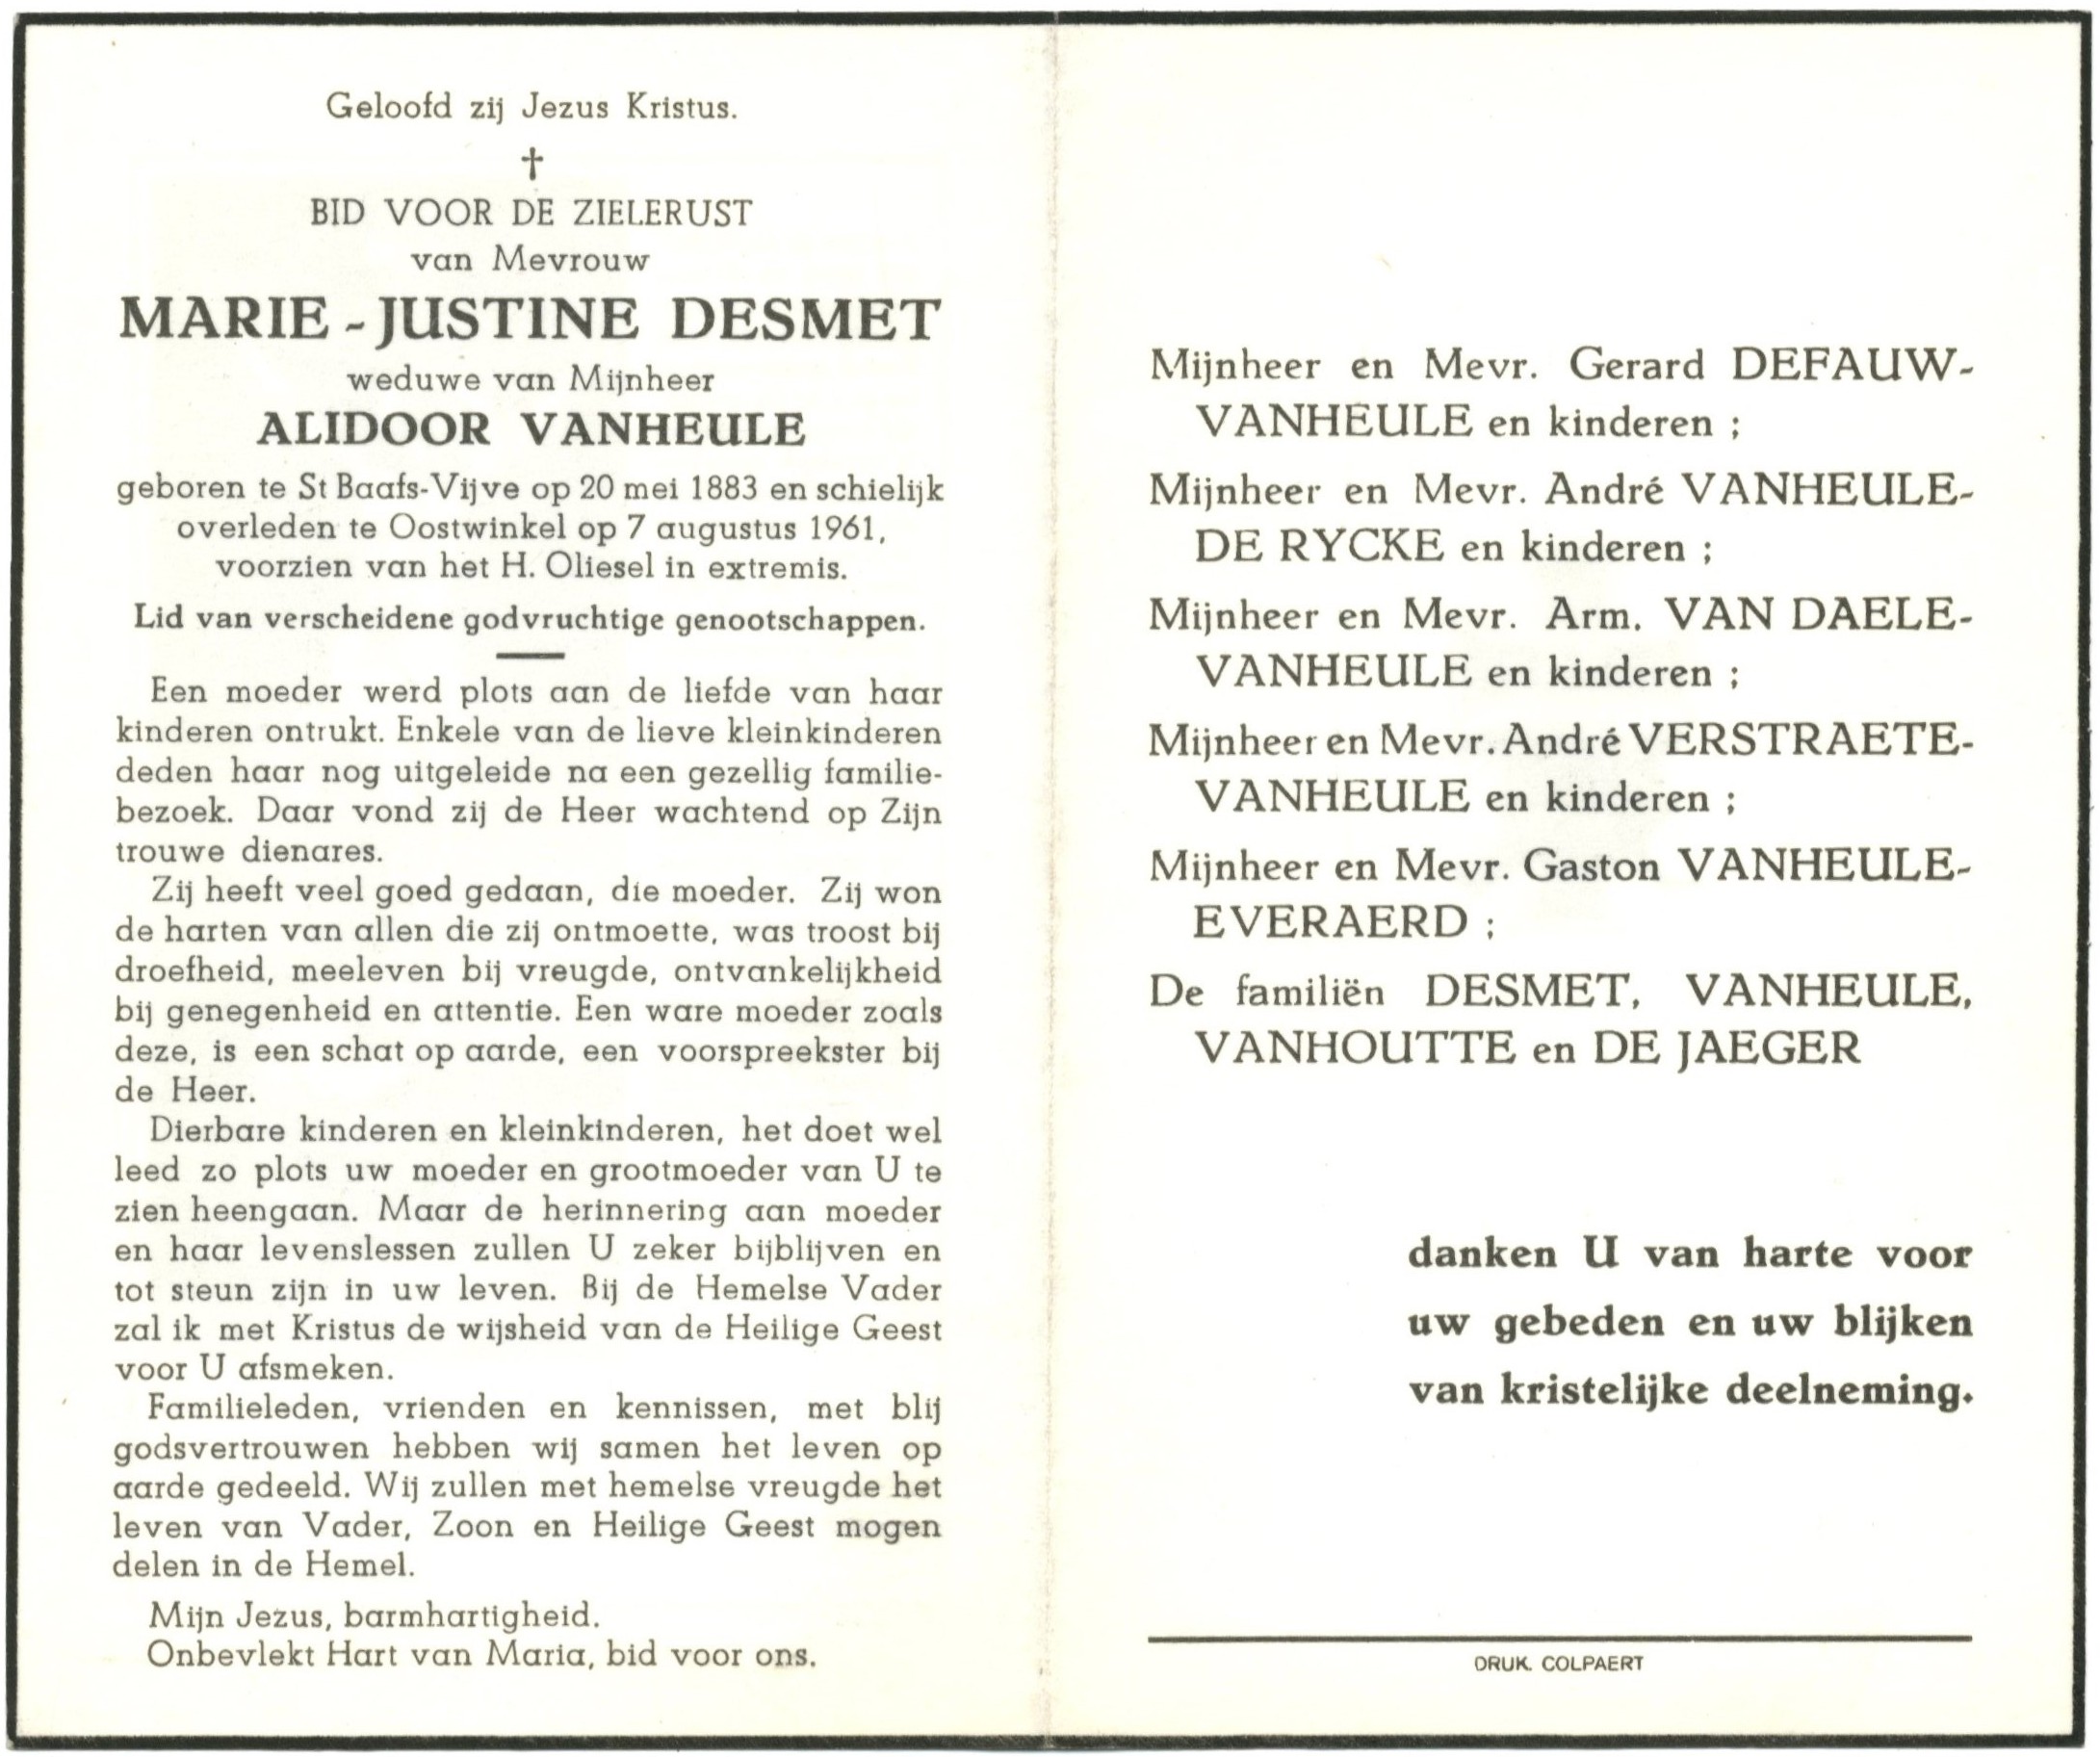 Geloofd zij Jezus Kristus.
†
BID VOOR DE ZIELERUST
van Mevrouw
MARIE - JUSTINE DESMET
weduwe van Mijnheer
ALIDOOR VANHEULE
geboren te St Baafs-Vijve op 20 mei 1883 en schielijk
overleden te Oostwinkel op 7 augustus 1961,
voorzien van het H. Oliesel in extremis.
Lid van verscheidene godvruchtige genootschappen.
Een moeder werd plots aan de liefde van haar
kinderen ontrukt. Enkele van de lieve kleinkinderen
deden haar nog uitgeleide na een gezellig familie-
bezoek. Daar vond zij de Heer wachtend op Zijn
trouwe dienares.
Zij heeft veel goed gedaan, die moeder. Zij won
de harten van allen die zij ontmoette, was troost bij
droefheid, meeleven bij vreugde, ontvankelijkheid
bij genegenheid en attentie. Een ware moeder zoals
deze, is een schat op aarde, een voorspreekster bij
de Heer.
Dierbare kinderen en kleinkinderen, het doet wel
leed zo plots uw moeder en grootmoeder van U te
zien heengaan. Maar de herinnering aan moeder
en haar levenslessen zullen U zeker bijblijven en
tot steun zijn in uw leven. Bij de Hemelse Vader
zal ik met Kristus de wijsheid van de Heilige Geest
voor U afsmeken.
Familieleden, vrienden en kennissen, met blij
godsvertrouwen hebben wij samen het leven op
aarde gedeeld. Wij zullen met hemelse vreugde het
leven van Vader, Zoon en Heilige Geest mogen
delen in de Hemel.
Mijn Jezus, barmhartigheid.
Onbevlekt Hart van Maria, bid voor ons.
Mijnheer en Mevr. Gerard DEFAUW-
VANHEULE en kinderen ;
Mijnheer en Mevr. André VANHEULE-
DE RYCKE en kinderen ;
Mijnheer en Mevr. Arm. VAN DAELE-
VANHEULE en kinderen ;
Mijnheer en Mevr. André VERSTRAETE-
VANHEULE en kinderen ;
Mijnheer en Mevr. Gaston VANHEULE-
EVERAERD ;
De familiën DESMET, VANHEULE,
VANHOUTTE en DE JAEGER
danken U van harte voor
uw gebeden en uw blijken
van kristelijke deelneming.
DRUK. COLPAERT